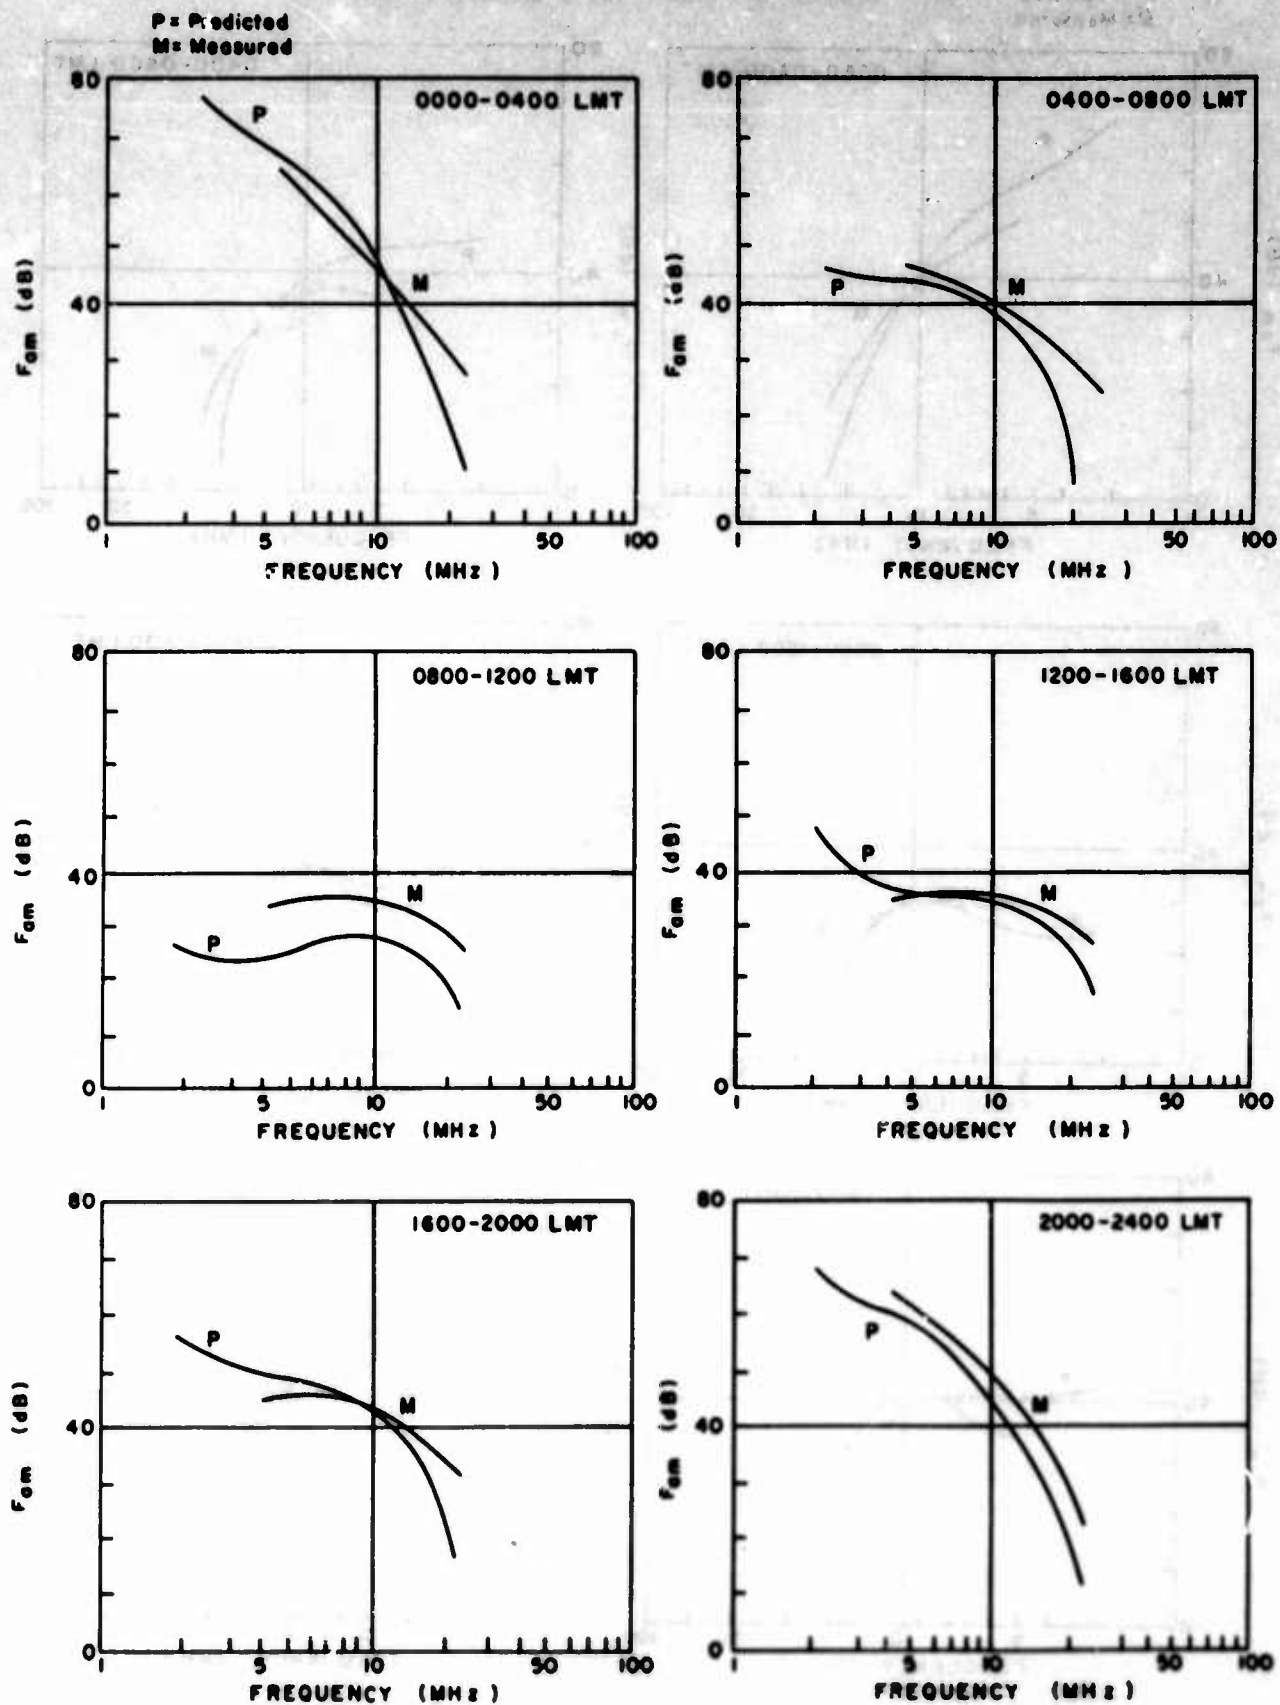 P = Predicted
M = Measured
80
0000-0400 LMT
P
M
40
0
1 5 10 50 100
Fam (dB)
FREQUENCY (MHz)
80
0400-0800 LMT
P
M
40
0
1 5 10 50 100
Fam (dB)
FREQUENCY (MHz)
80
0800-1200 LMT
M
P
40
0
1 5 10 50 100
Fam (dB)
FREQUENCY (MHz)
80
1200-1600 LMT
P
M
40
0
1 5 10 50 100
Fam (dB)
FREQUENCY (MHz)
80
1600-2000 LMT
P
M
40
0
1 5 10 50 100
Fam (dB)
FREQUENCY (MHz)
80
2000-2400 LMT
P
M
40
0
1 5 10 50 100
Fam (dB)
FREQUENCY (MHz)